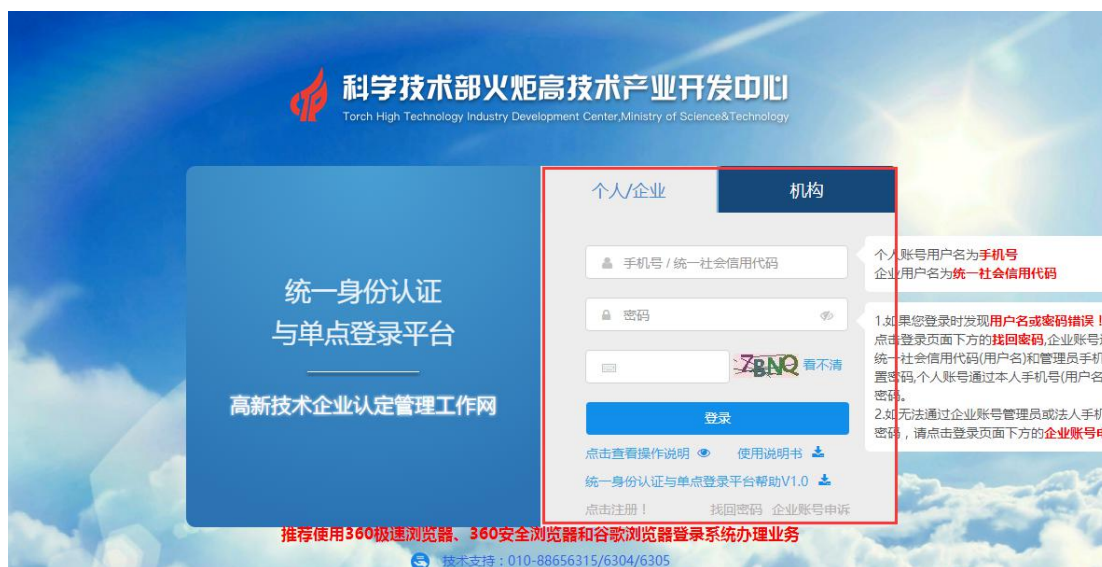 科学技术部火炬高技术产业开发中心
Torch High Technology Industry Development Center,Ministry of Science&Technology
个人/企业
机构
手机号 / 统一社会信用代码
个人账号用户名为手机号
企业用户名为统一社会信用代码
统一身份认证
与单点登录平台
高新技术企业认定管理工作网
密码
ZBNQ 看不清
登录
点击查看操作说明
使用说明书
统一身份认证与单点登录平台帮助V1.0
点击注册！
找回密码 企业账号申诉
1.如果您登录时发现用户名或密码错误！
点击登录页面下方的找回密码,企业账号
统一社会信用代码(用户名)和管理员手机
置密码,个人账号通过本人手机号(用户名
密码。
2.如无法通过企业账号管理员或法人手机
密码，请点击登录页面下方的企业账号申
推荐使用360极速浏览器、360安全浏览器和谷歌浏览器登录系统办理业务
技术支持：010-88656315/6304/6305